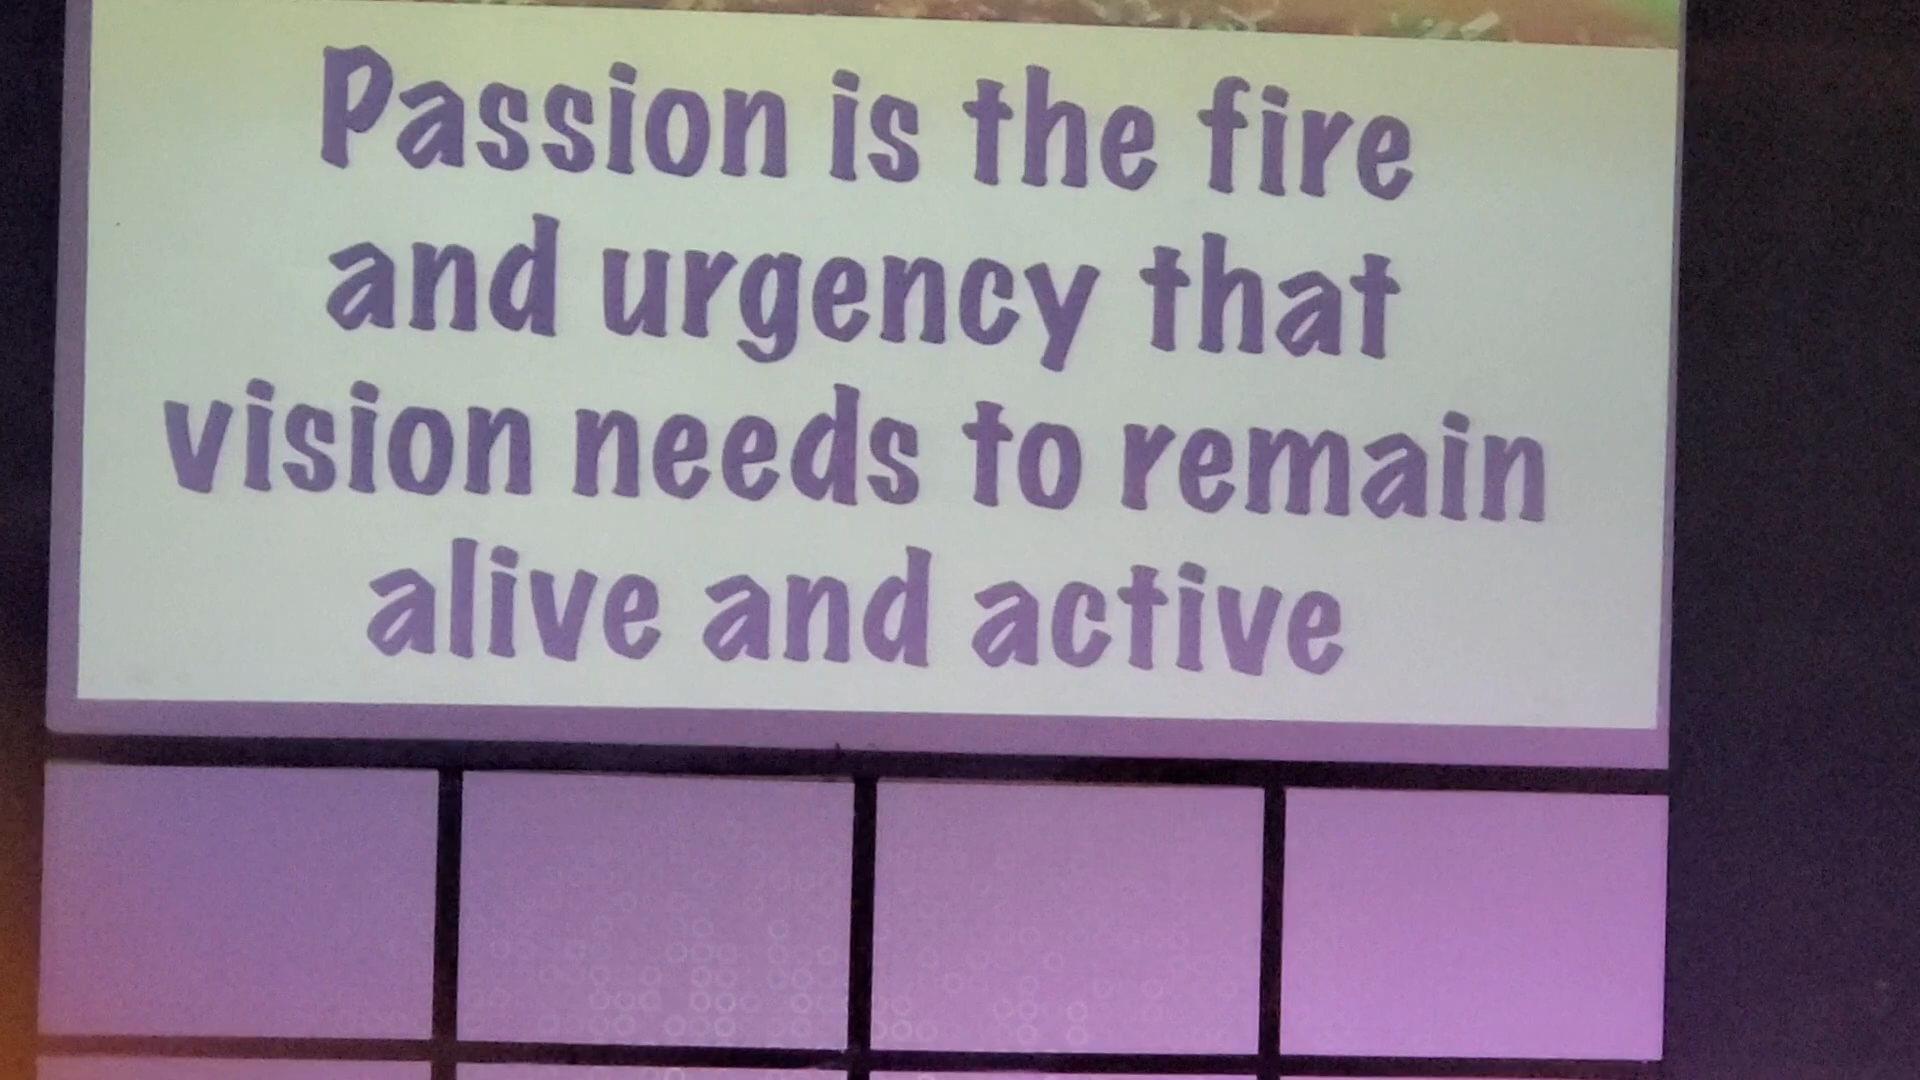 Passion is the fire
and urgency that
vision needs to remain
alive and active